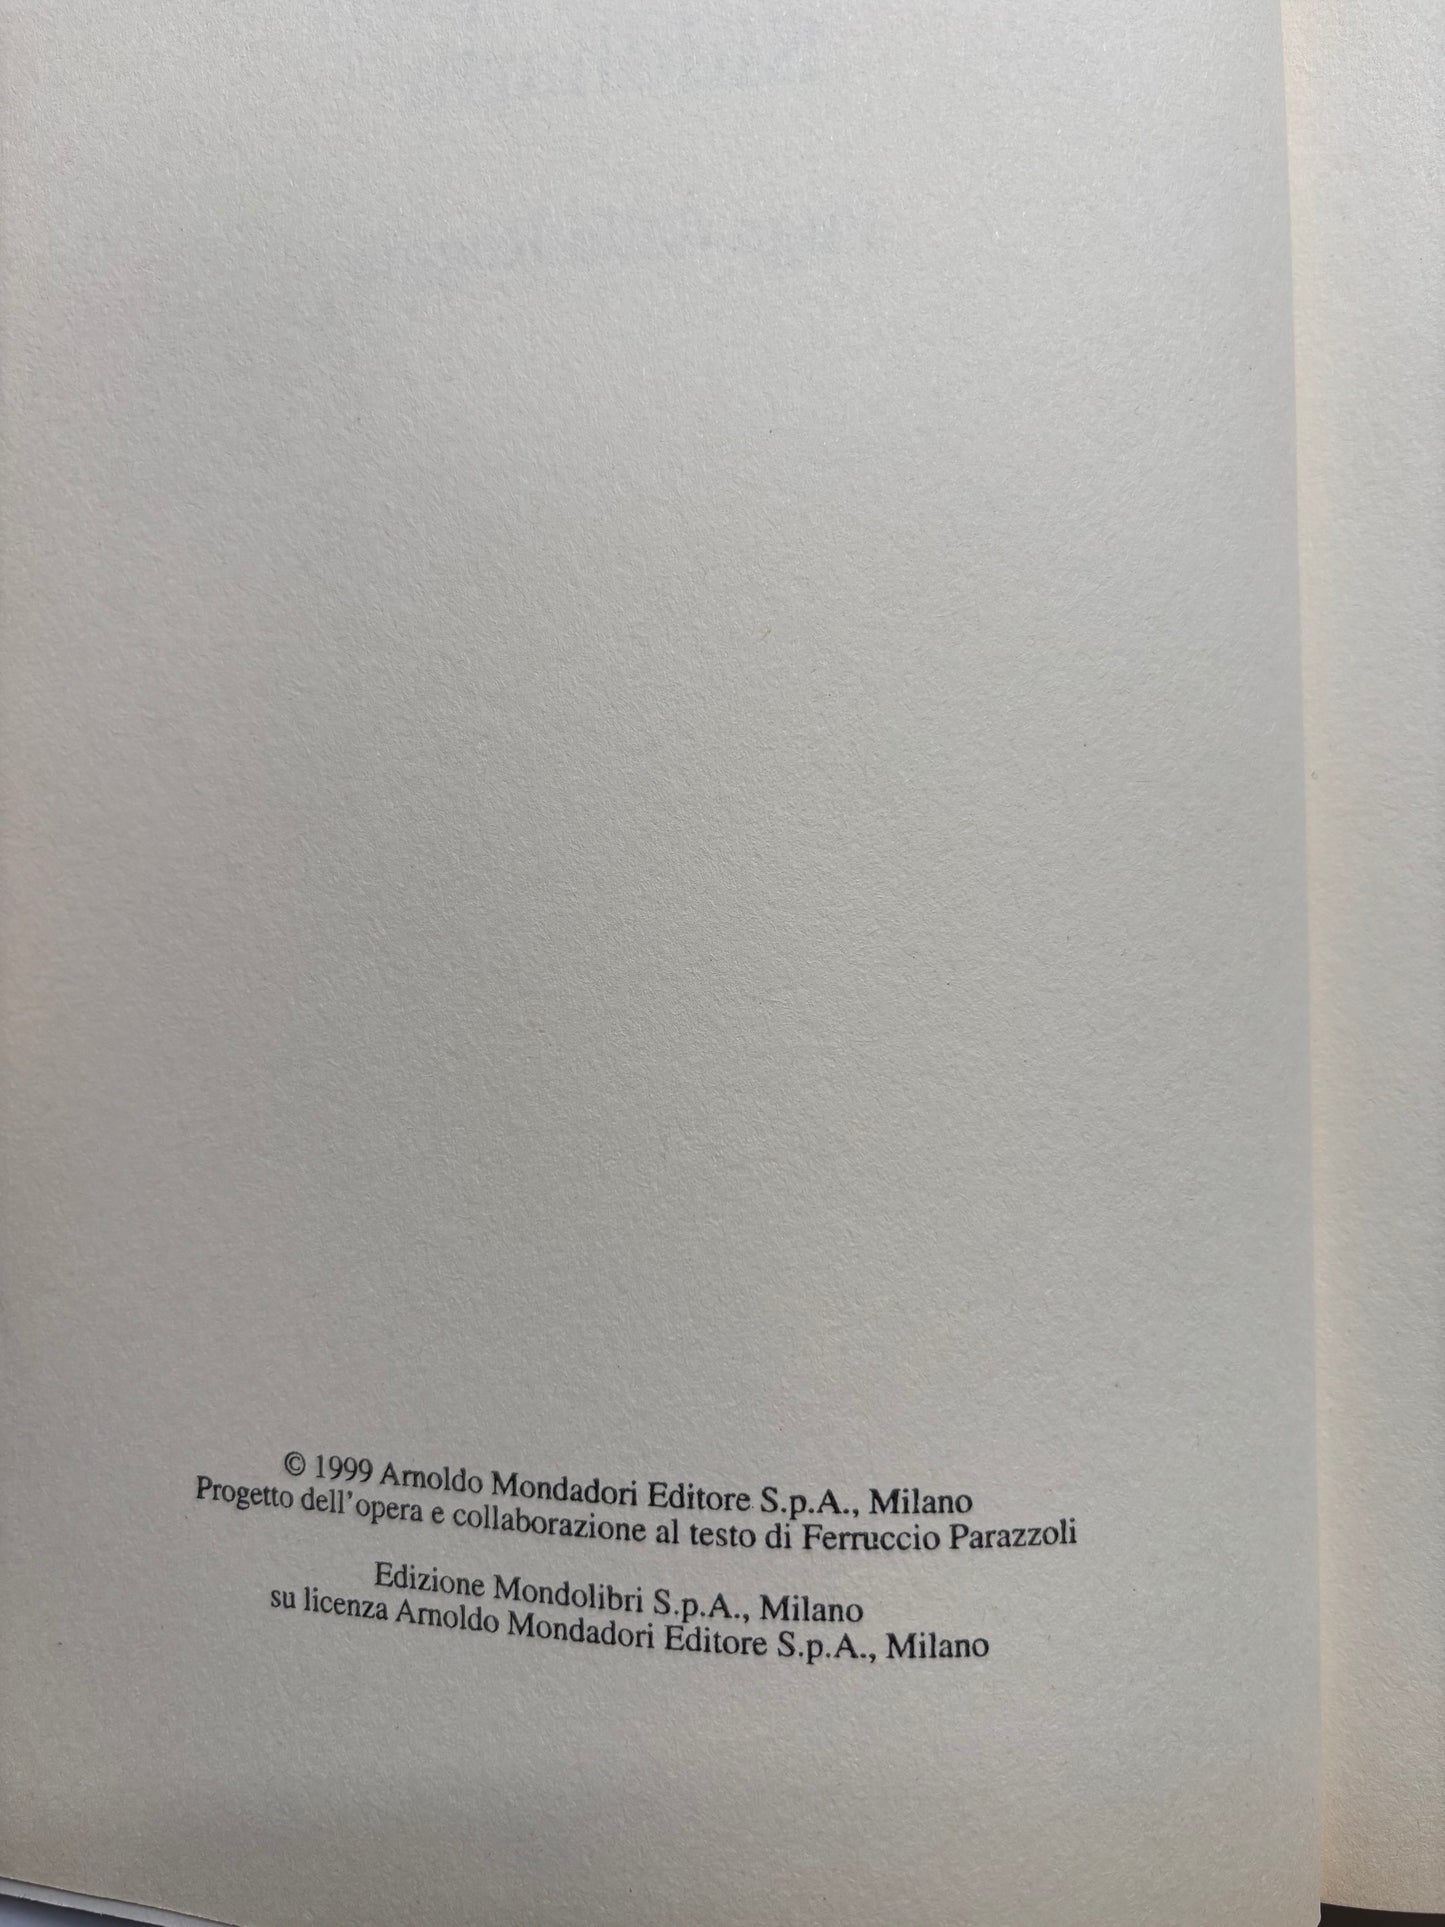 © 1999 Arnoldo Mondadori Editore S.p.A., Milano
Progetto dell'opera e collaborazione al testo di Ferruccio Parazzoli
Edizione Mondolibri S.p.A., Milano
su licenza Arnoldo Mondadori Editore S.p.A., Milano